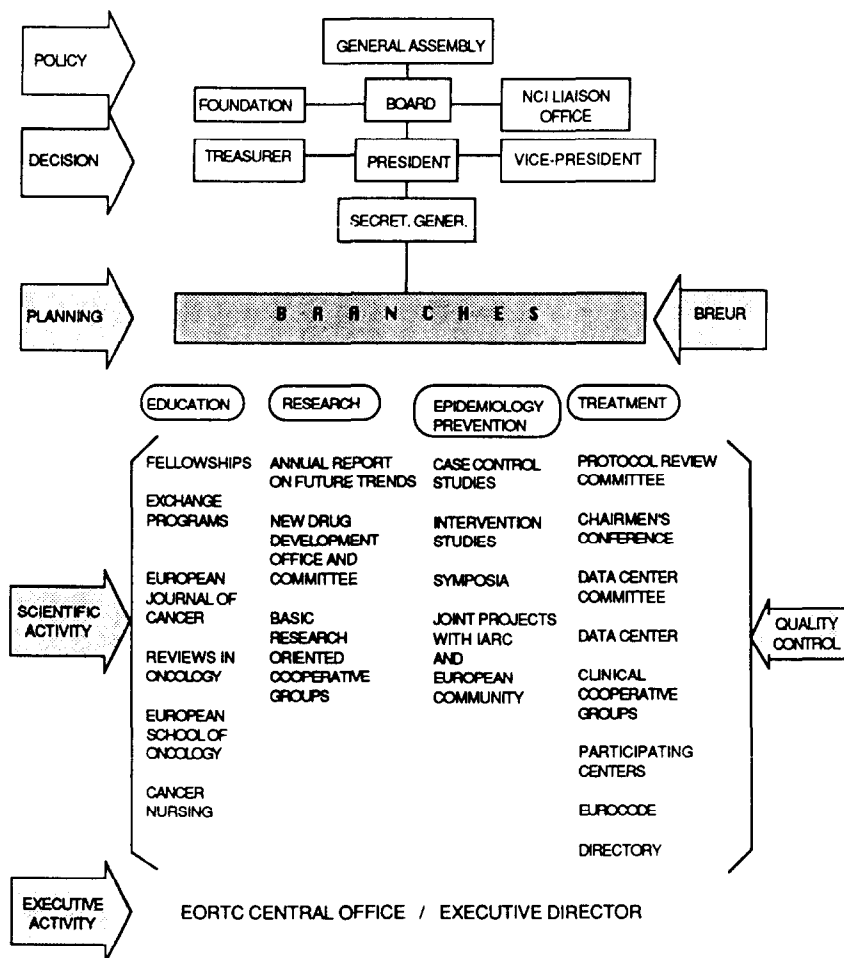 GENERAL ASSEMBLY
POLICY
FOUNDATION
BOARD
NCI LIAISON
OFFICE
DECISION
TREASURER
PRESIDENT
VICE-PRESIDENT
SECRET. GENER.
PLANNING
BRANCHES
BREUR
EDUCATION
RESEARCH
EPIDEMIOLOGY
PREVENTION
TREATMENT
FELLOWSHIPS
EXCHANGE
PROGRAMS
EUROPEAN
JOURNAL OF
CANCER
REVIEWS IN
ONCOLOGY
EUROPEAN
SCHOOL OF
ONCOLOGY
CANCER
NURSING
ANNUAL REPORT
ON FUTURE TRENDS
NEW DRUG
DEVELOPMENT
OFFICE AND
COMMITTEE
BASIC
RESEARCH
ORIENTED
COOPERATIVE
GROUPS
CASE CONTROL
STUDIES
INTERVENTION
STUDIES
SYMPOSIA
JOINT PROJECTS
WITH IARC
AND
EUROPEAN
COMMUNITY
PROTOCOL REVIEW
COMMITTEE
CHAIRMEN'S
CONFERENCE
DATA CENTER
COMMITTEE
DATA CENTER
CLINICAL
COOPERATIVE
GROUPS
PARTICIPATING
CENTERS
EUROCODE
DIRECTORY
SCIENTIFIC
ACTIVITY
QUALITY
CONTROL
EXECUTIVE
ACTIVITY
EORTC CENTRAL OFFICE / EXECUTIVE DIRECTOR